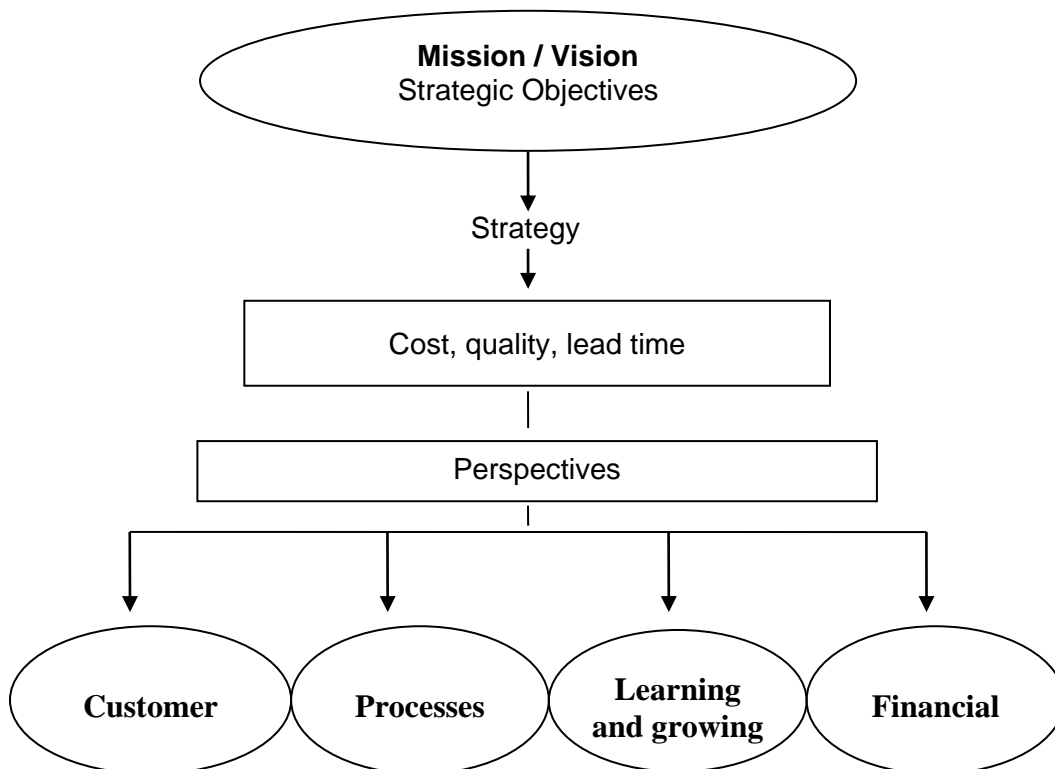 Mission / Vision
Strategic Objectives
Strategy
Cost, quality, lead time
Perspectives
Customer
Processes
Learning
and growing
Financial